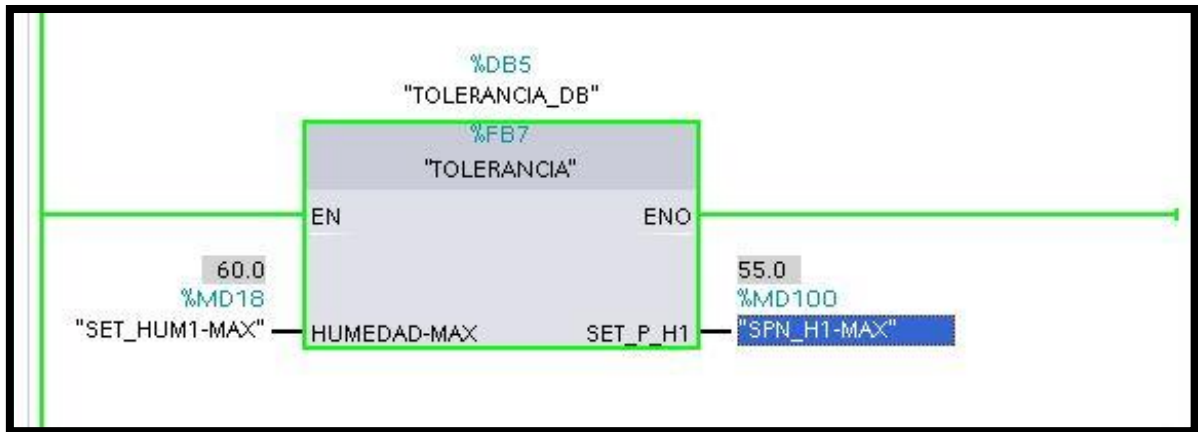 %DB5
"TOLERANCIA_DB"
%FB7
"TOLERANCIA"
EN
ENO
60.0
%MD18
"SET_HUM1-MAX"
HUMEDAD-MAX
SET_P_H1
55.0
%MD100
"SPN_H1-MAX"